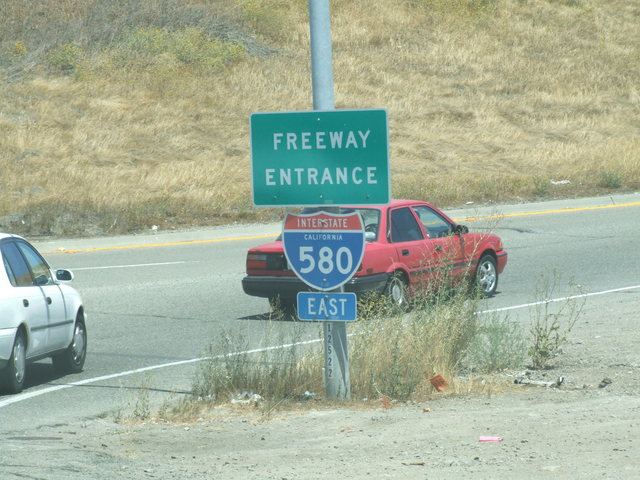 FREEWAY
ENTRANCE
INTERSTATE
CALIFORNIA
580
EAST